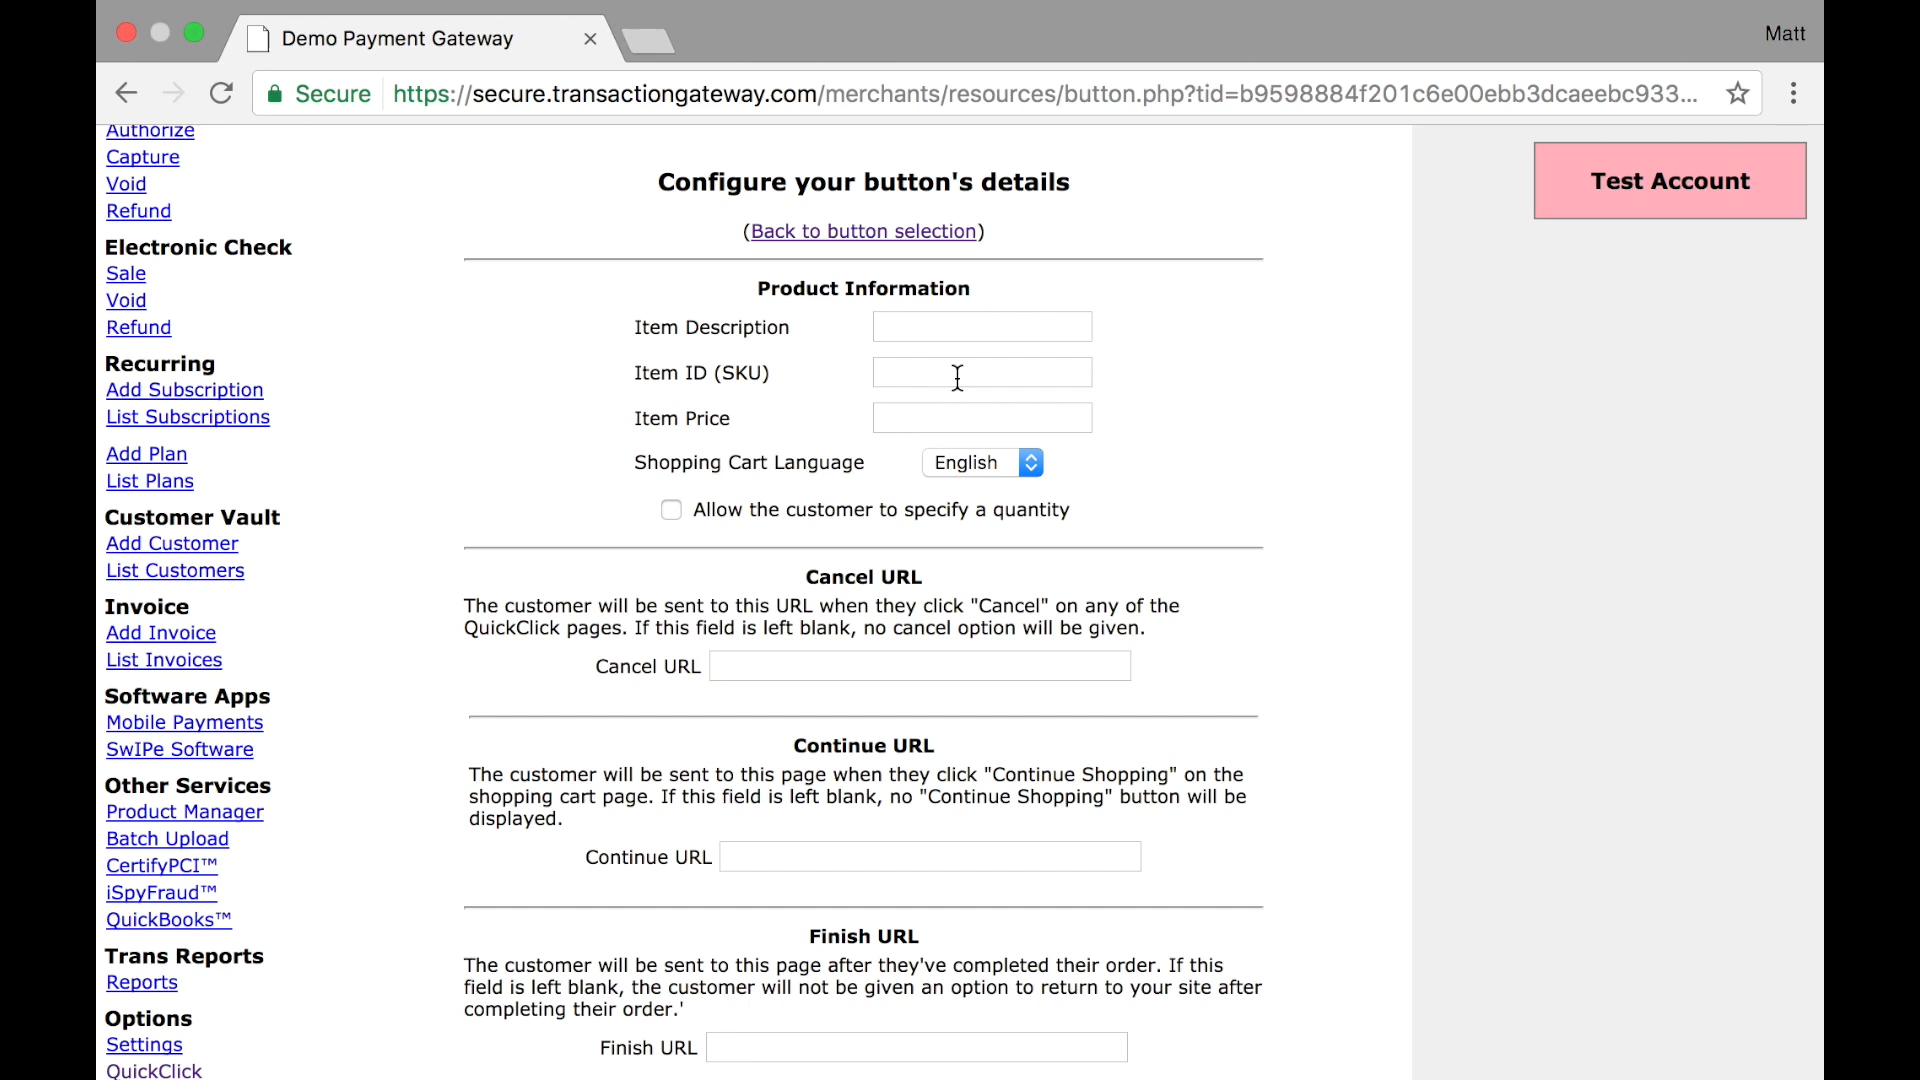 Demo Payment Gateway
Matt
Secure https://secure.transactiongateway.com/merchants/resources/button.php?tid=b9598884f201c6e00ebb3dcaeebc933...
Authorize
Capture
Void
Refund
Electronic Check
Sale
Void
Refund
Recurring
Add Subscription
List Subscriptions
Add Plan
List Plans
Customer Vault
Add Customer
List Customers
Invoice
Add Invoice
List Invoices
Software Apps
Mobile Payments
SwIPe Software
Other Services
Product Manager
Batch Upload
CertifyPCI™
iSpyFraud™
QuickBooks™
Trans Reports
Reports
Options
Settings
QuickClick
Configure your button's details
(Back to button selection)
Product Information
Item Description
Item ID (SKU)
Item Price
Shopping Cart Language English
Allow the customer to specify a quantity
Cancel URL
The customer will be sent to this URL when they click "Cancel" on any of the
QuickClick pages. If this field is left blank, no cancel option will be given.
Cancel URL
Continue URL
The customer will be sent to this page when they click "Continue Shopping" on the
shopping cart page. If this field is left blank, no "Continue Shopping" button will be
displayed.
Continue URL
Finish URL
The customer will be sent to this page after they've completed their order. If this
field is left blank, the customer will not be given an option to return to your site after
completing their order.'
Finish URL
Test Account